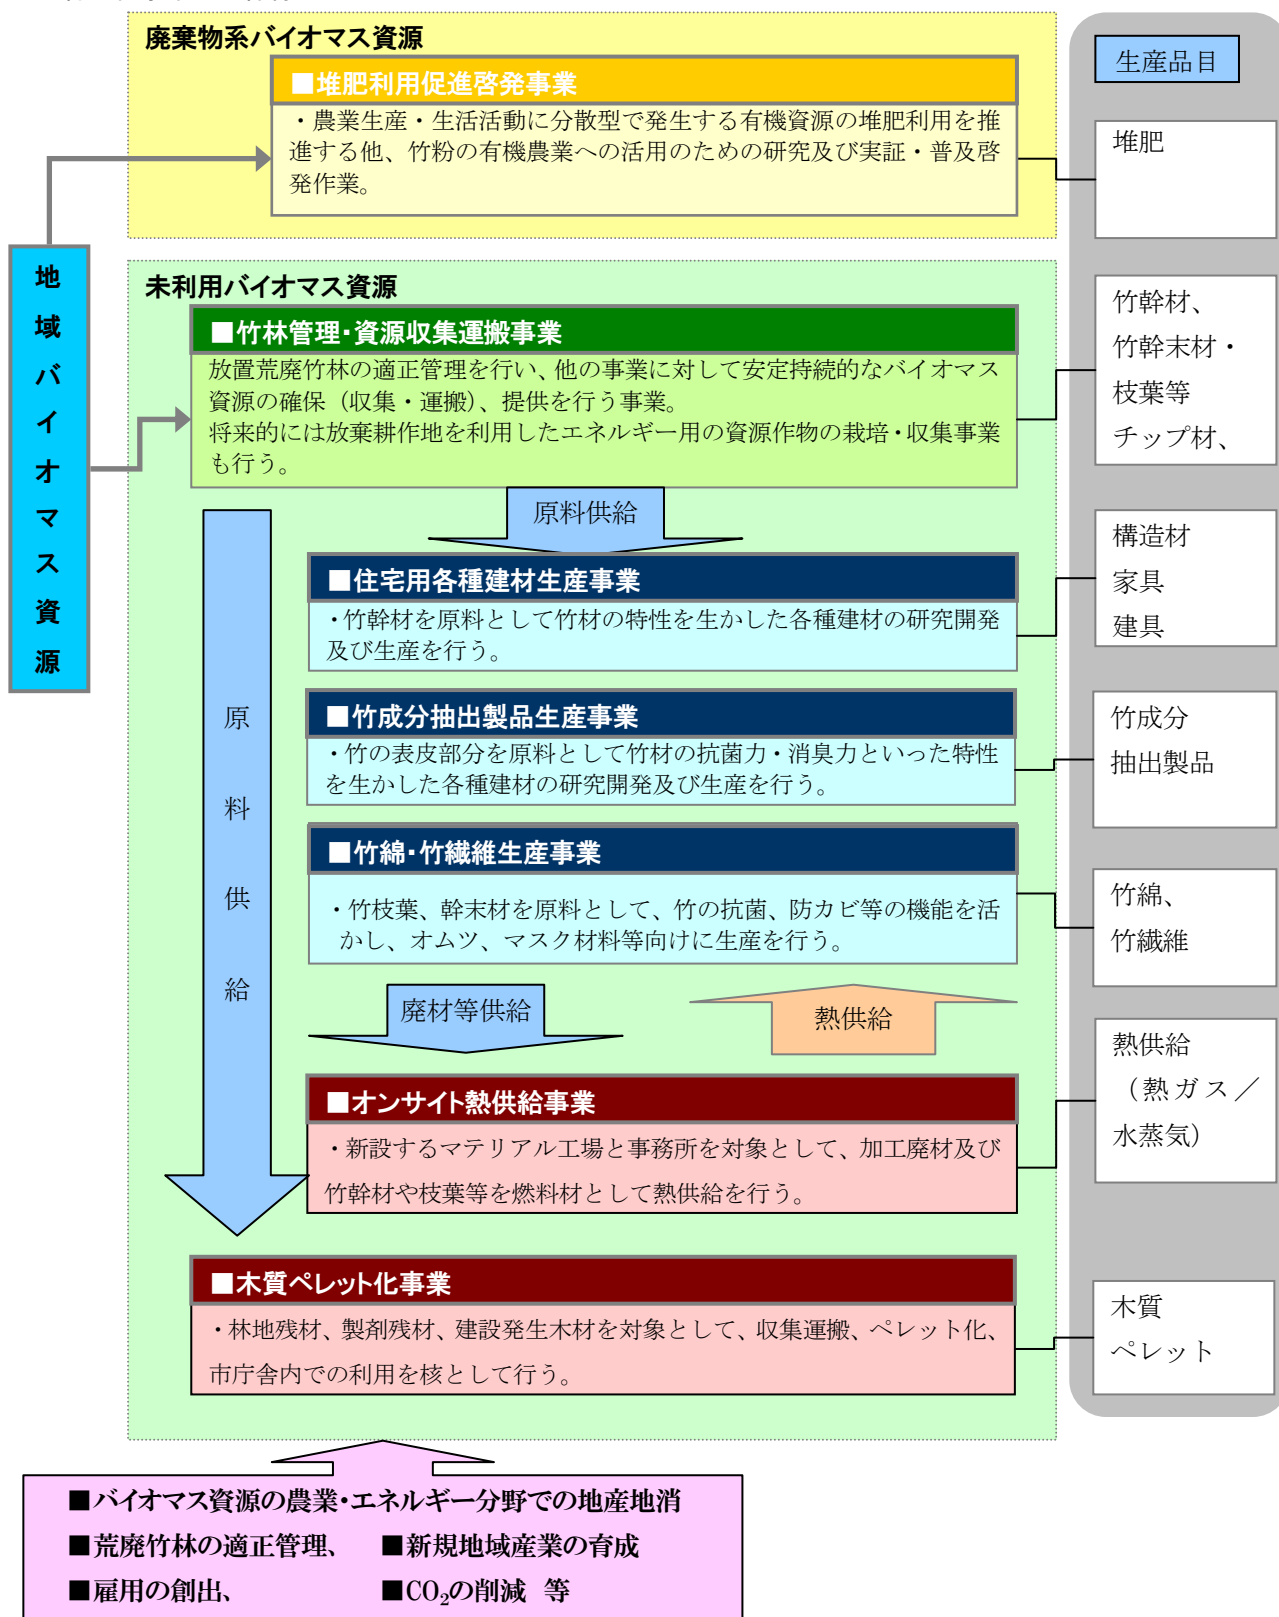 廃棄物系バイオマス資源
■堆肥利用促進啓発事業
・農業生産・生活活動に分散型で発生する有機資源の堆肥利用を推
進する他、竹粉の有機農業への活用のための研究及び実証・普及啓
発作業。
生産品目
堆肥
地域バイオマス資源
未利用バイオマス資源
■竹林管理・資源収集運搬事業
放置荒廃竹林の適正管理を行い、他の事業に対して安定持続的なバイオマス
資源の確保（収集・運搬）、提供を行う事業。
将来的には放棄耕作地を利用したエネルギー用の資源作物の栽培・収集事業
も行う。
竹幹材、
竹幹末材・
枝葉等
チップ材、
原料供給
原料供給
■住宅用各種建材生産事業
・竹幹材を原料として竹材の特性を生かした各種建材の研究開発
及び生産を行う。
構造材
家具
建具
■竹成分抽出製品生産事業
・竹の表皮部分を原料として竹材の抗菌力・消臭力といった特性
を生かした各種建材の研究開発及び生産を行う。
竹成分
抽出製品
■竹綿・竹繊維生産事業
・竹枝葉、幹末材を原料として、竹の抗菌、防カビ等の機能を活
かし、オムツ、マスク材料等向けに生産を行う。
竹綿、
竹繊維
廃材等供給
熱供給
■オンサイト熱供給事業
・新設するマテリアル工場と事務所を対象として、加工廃材及び
竹幹材や枝葉等を燃料材として熱供給を行う。
熱供給
（熱ガス／
水蒸気）
■木質ペレット化事業
・林地残材、製剤残材、建設発生木材を対象として、収集運搬、ペレット化、
市庁舎内での利用を核として行う。
木質
ペレット
■バイオマス資源の農業・エネルギー分野での地産地消
■荒廃竹林の適正管理、 ■新規地域産業の育成
■雇用の創出、 ■CO₂の削減 等